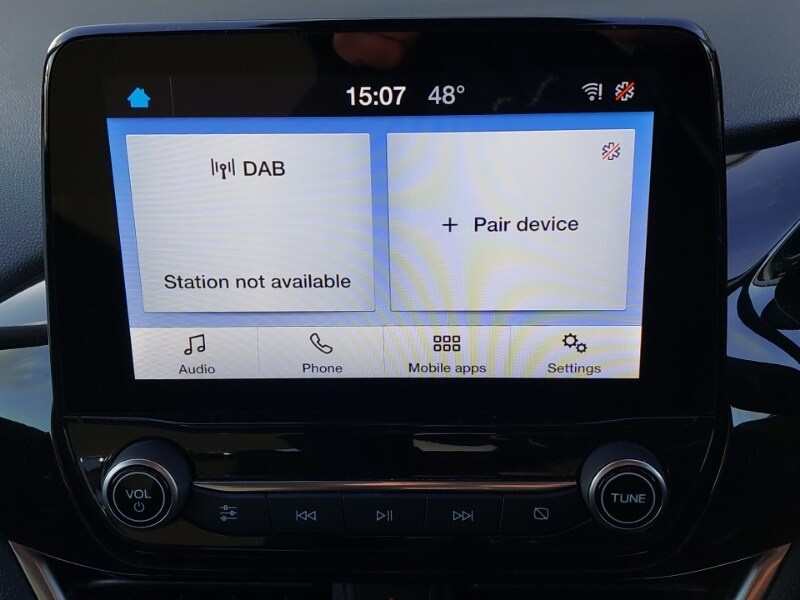 15:07 48°
DAB
Station not available
+ Pair device
Audio Phone Mobile apps Settings
VOL
TUNE